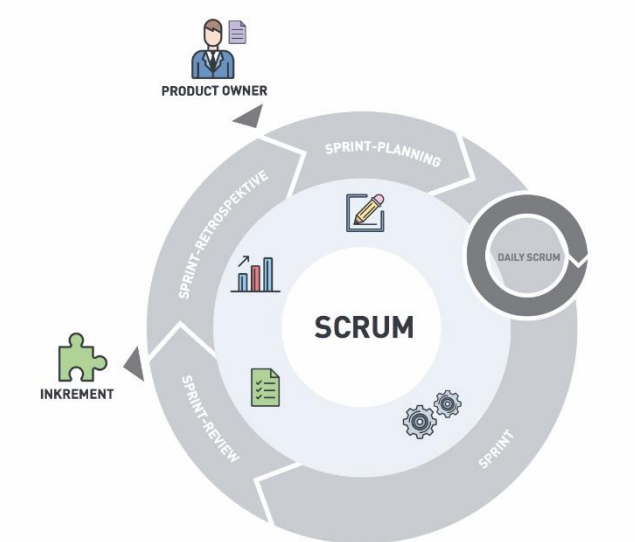 PRODUCT OWNER
SPRINT-PLANNING
SPRINT-RETROSPEKTIVE
DAILY SCRUM
SCRUM
INKREMENT
SPRINT-REVIEW
SPRINT